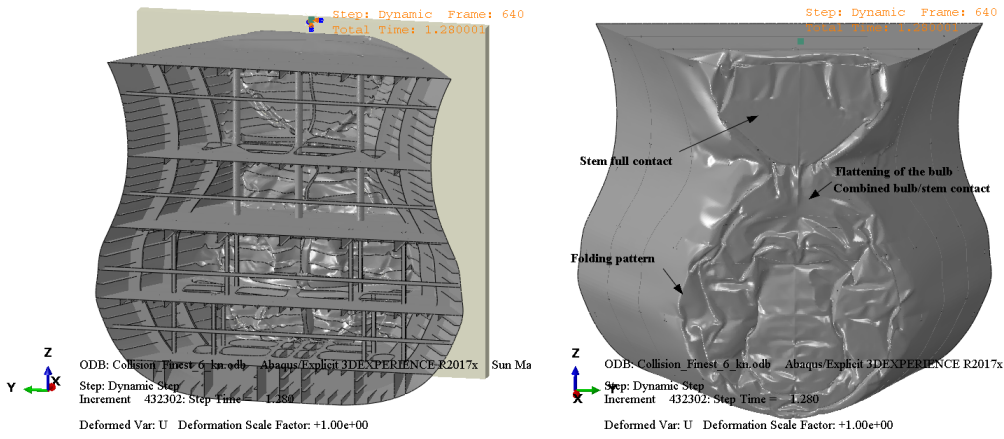 Step: Dynamic Frame: 640
Total Time: 1.280001
Z
Y
X
ODB: Collision_Finest_6_kn.odb Abaqus/Explicit 3DEXPERIENCE R2017x Sun Ma
Step: Dynamic Step
Increment 432302: Step Time = 1.280
Deformed Var: U Deformation Scale Factor: +1.00e+00
Step: Dynamic Frame: 640
Total Time: 1.280001
Stem full contact
Flattening of the bulb
Combined bulb/stem contact
Folding pattern
Z
X
ODB: Collision_Finest_6_kn.odb Abaqus/Explicit 3DEXPERIENCE R2017x
Step: Dynamic Step
Increment 432302: Step Time = 1.280
Deformed Var: U Deformation Scale Factor: +1.00e+00